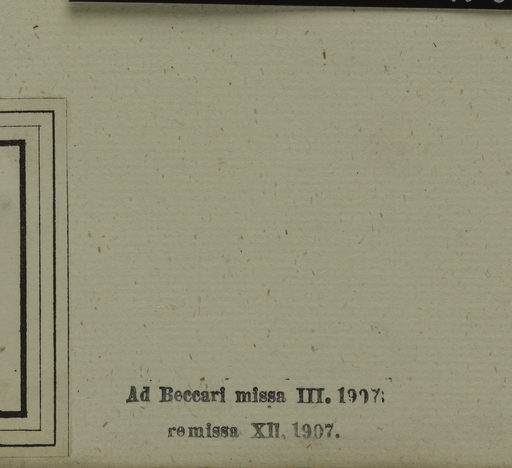 Ad Beccari missa III. 1907;
remissa XII. 1907.